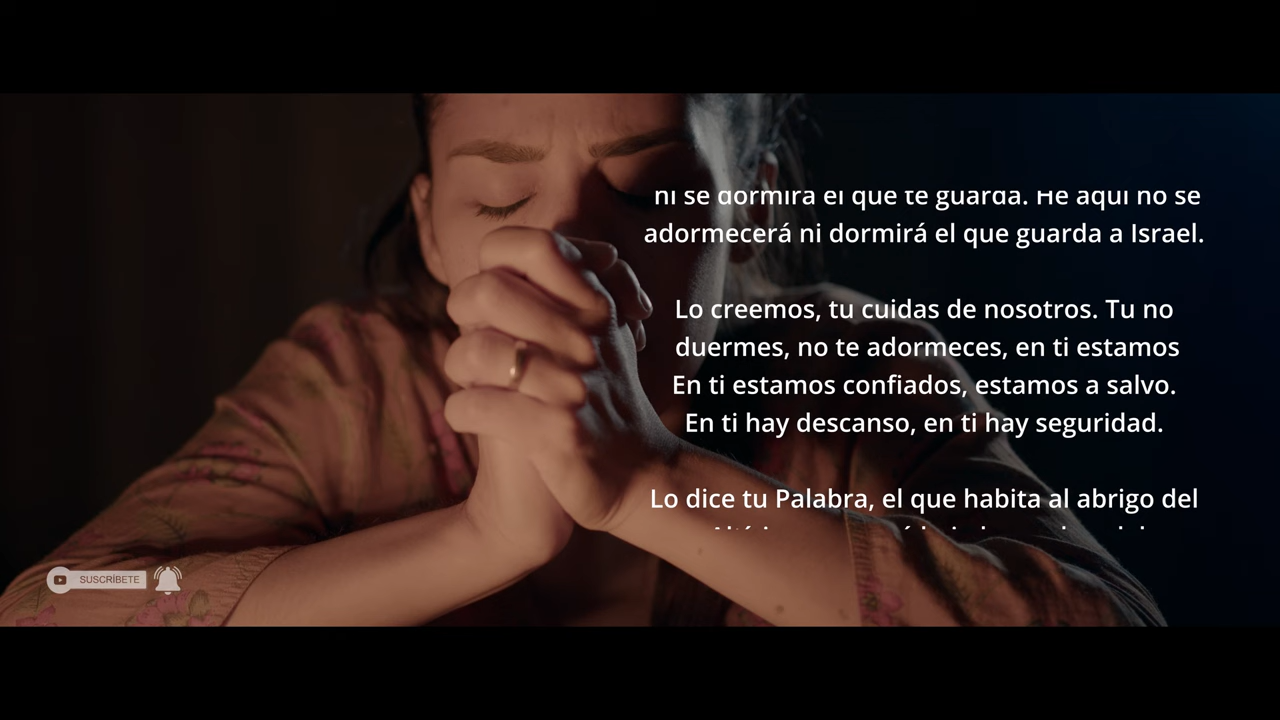 ni se dormirá el que te guarda. He aquí no se
adormecerá ni dormirá el que guarda a Israel.
Lo creemos, tu cuidas de nosotros. Tu no
duermes, no te adormeces, en ti estamos
En ti estamos confiados, estamos a salvo.
En ti hay descanso, en ti hay seguridad.
Lo dice tu Palabra, el que habita al abrigo del
SUSCRÍBETE